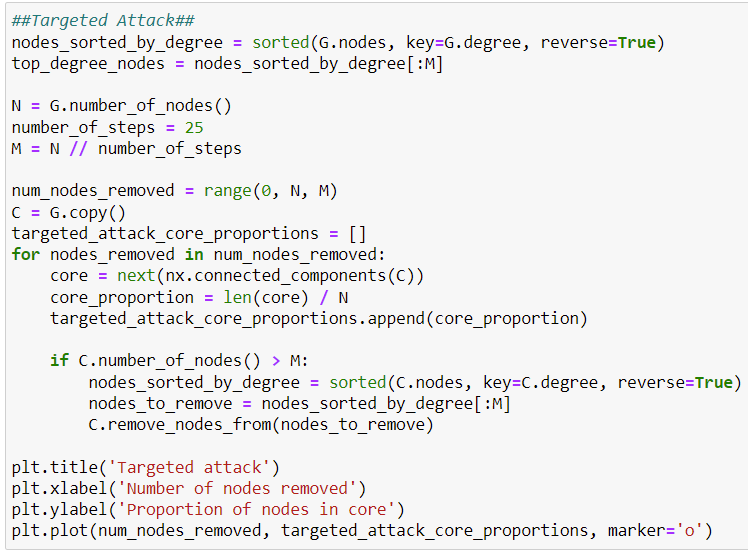 ##Targeted Attack##
nodes_sorted_by_degree = sorted(G.nodes, key=G.degree, reverse=True)
top_degree_nodes = nodes_sorted_by_degree[:M]

N = G.number_of_nodes()
number_of_steps = 25
M = N // number_of_steps

num_nodes_removed = range(0, N, M)
C = G.copy()
targeted_attack_core_proportions = []
for nodes_removed in num_nodes_removed:
    core = next(nx.connected_components(C))
    core_proportion = len(core) / N
    targeted_attack_core_proportions.append(core_proportion)

    if C.number_of_nodes() > M:
        nodes_sorted_by_degree = sorted(C.nodes, key=C.degree, reverse=True)
        nodes_to_remove = nodes_sorted_by_degree[:M]
        C.remove_nodes_from(nodes_to_remove)

plt.title('Targeted attack')
plt.xlabel('Number of nodes removed')
plt.ylabel('Proportion of nodes in core')
plt.plot(num_nodes_removed, targeted_attack_core_proportions, marker='o')